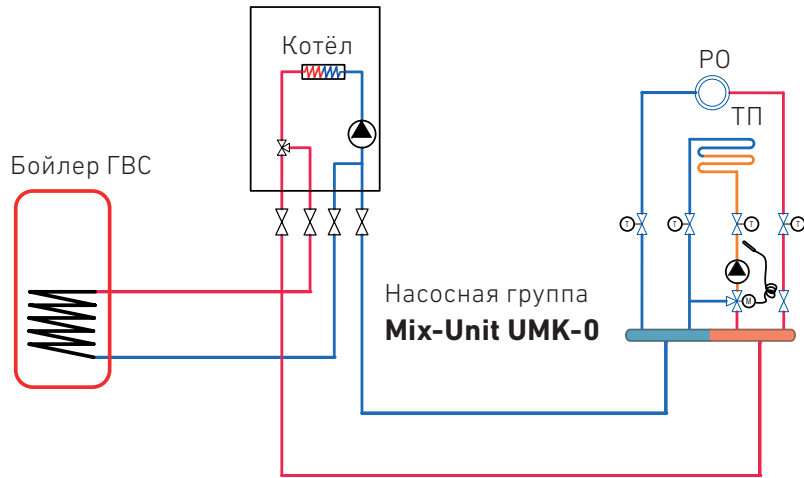 Котёл
РО
ТП
Бойлер ГВС
Т
Т
Т
Т
М
Насосная группа
Mix-Unit UMK-0